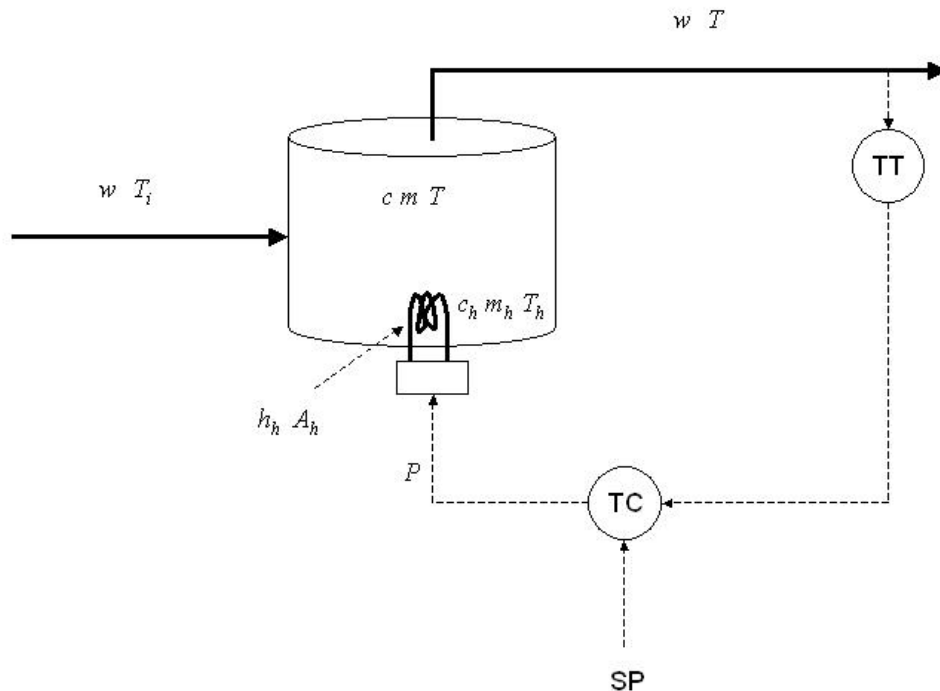 w T
TT
w T_i
c m T
c_h m_h T_h
h_h A_h
P
TC
SP